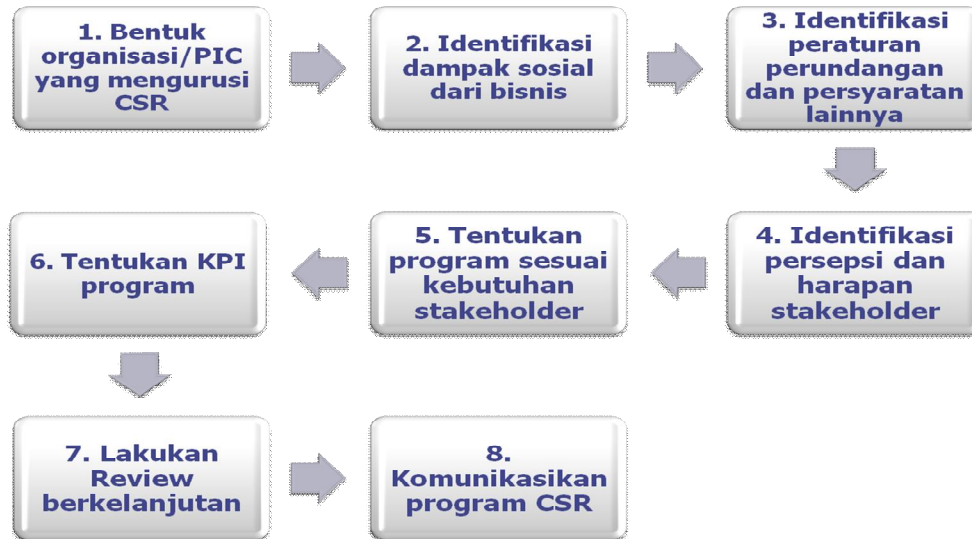 1. Bentuk
organisasi/PIC
yang mengurusi
CSR
2. Identifikasi
dampak sosial
dari bisnis
3. Identifikasi
peraturan
perundangan
dan persyaratan
lainnya
4. Identifikasi
persepsi dan
harapan
stakeholder
5. Tentukan
program sesuai
kebutuhan
stakeholder
6. Tentukan KPI
program
7. Lakukan
Review
berkelanjutan
8.
Komunikasikan
program CSR